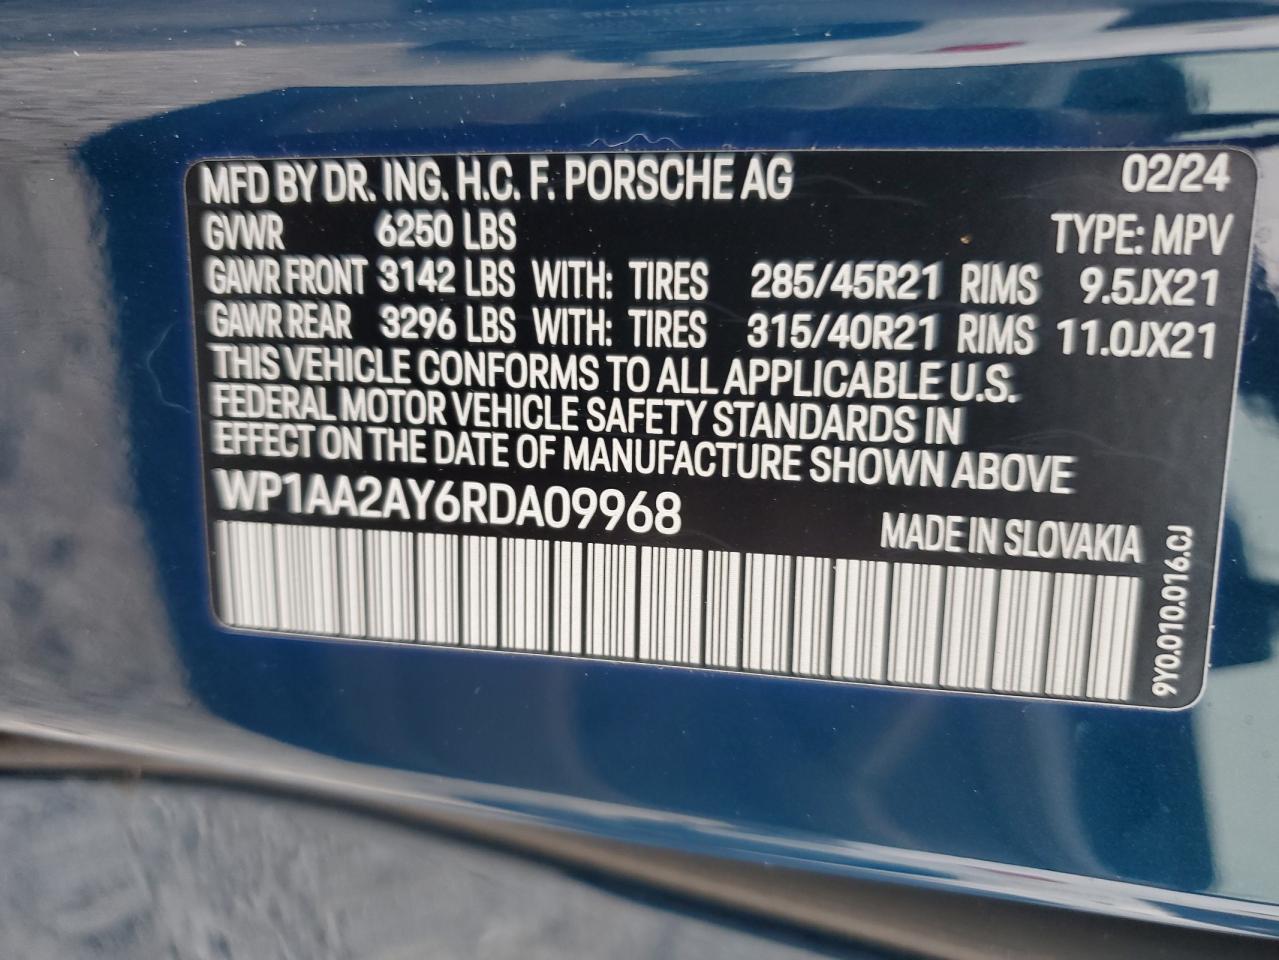 MFD BY DR. ING. H.C. F. PORSCHE AG 02/24
GVWR 6250 LBS TYPE: MPV
GAWR FRONT 3142 LBS WITH: TIRES 285/45R21 RIMS 9.5JX21
GAWR REAR 3296 LBS WITH: TIRES 315/40R21 RIMS 11.0JX21
THIS VEHICLE CONFORMS TO ALL APPLICABLE U.S.
FEDERAL MOTOR VEHICLE SAFETY STANDARDS IN
EFFECT ON THE DATE OF MANUFACTURE SHOWN ABOVE
WP1AA2AY6RDA09968
MADE IN SLOVAKIA
9Y0.010.016.CJ